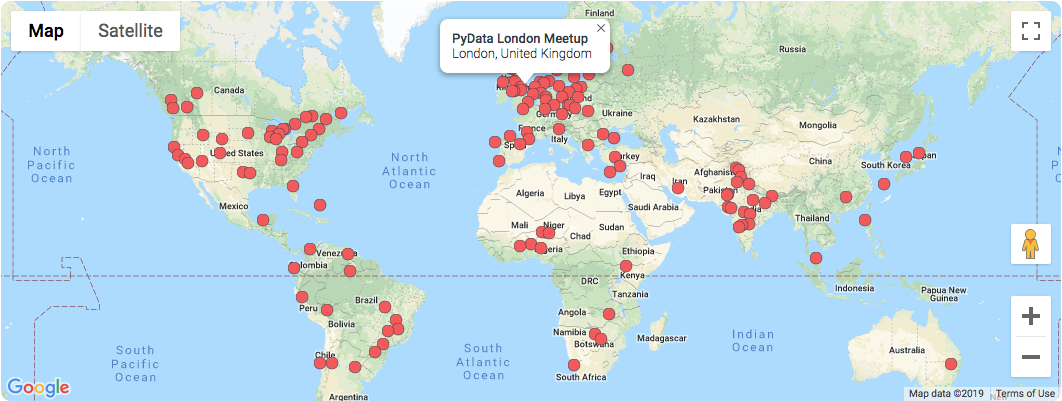 Map Satellite
PyData London Meetup
London, United Kingdom
Finland
Russia
Canada
Ukraine
Kazakhstan
Mongolia
France
Italy
Turkey
North
Pacific
Ocean
United States
North
Atlantic
Ocean
Iraq
Iran
Afghanistan
Pakistan
China
South Korea
Japan
Algeria
Libya
Egypt
Saudi Arabia
Mexico
Mali
Niger
Chad
Sudan
Thailand
Venezuela
Colombia
Nigeria
Ethiopia
Kenya
DRC
Tanzania
Indonesia
Papua New
Guinea
Peru
Brazil
Bolivia
Angola
Namibia
Botswana
Madagascar
South
Pacific
Ocean
South
Atlantic
Ocean
Indian
Ocean
Chile
Australia
South Africa
Argentina
Google
Map data ©2019
Terms of Use